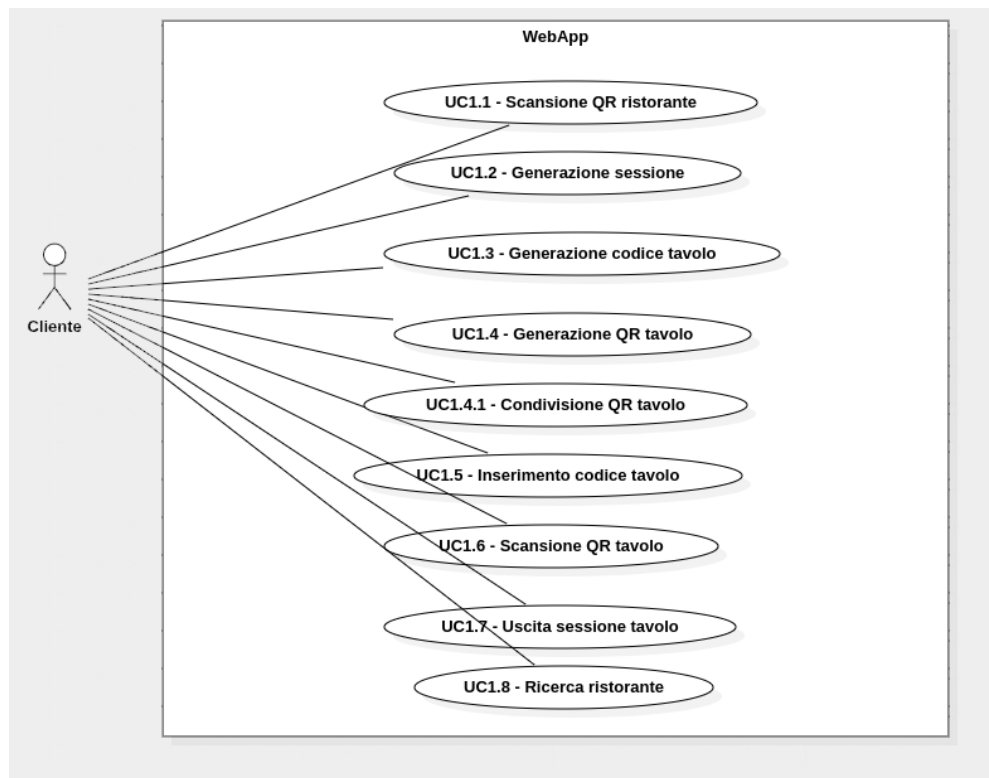 WebApp
UC1.1 - Scansione QR ristorante
UC1.2 - Generazione sessione
UC1.3 - Generazione codice tavolo
Cliente
UC1.4 - Generazione QR tavolo
UC1.4.1 - Condivisione QR tavolo
UC1.5 - Inserimento codice tavolo
UC1.6 - Scansione QR tavolo
UC1.7 - Uscita sessione tavolo
UC1.8 - Ricerca ristorante